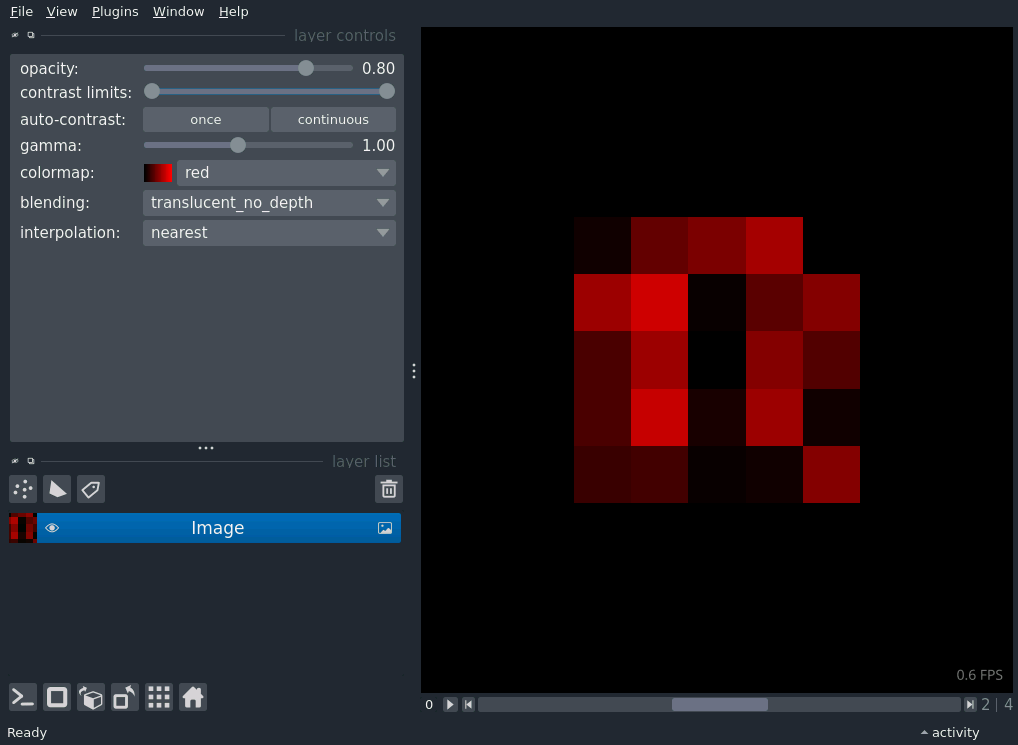 File View Plugins Window Help
layer controls
opacity: 0.80
contrast limits:
auto-contrast: once continuous
gamma: 1.00
colormap: red
blending: translucent_no_depth
interpolation: nearest
layer list
Image
0.6 FPS
0 2 | 4
Ready activity